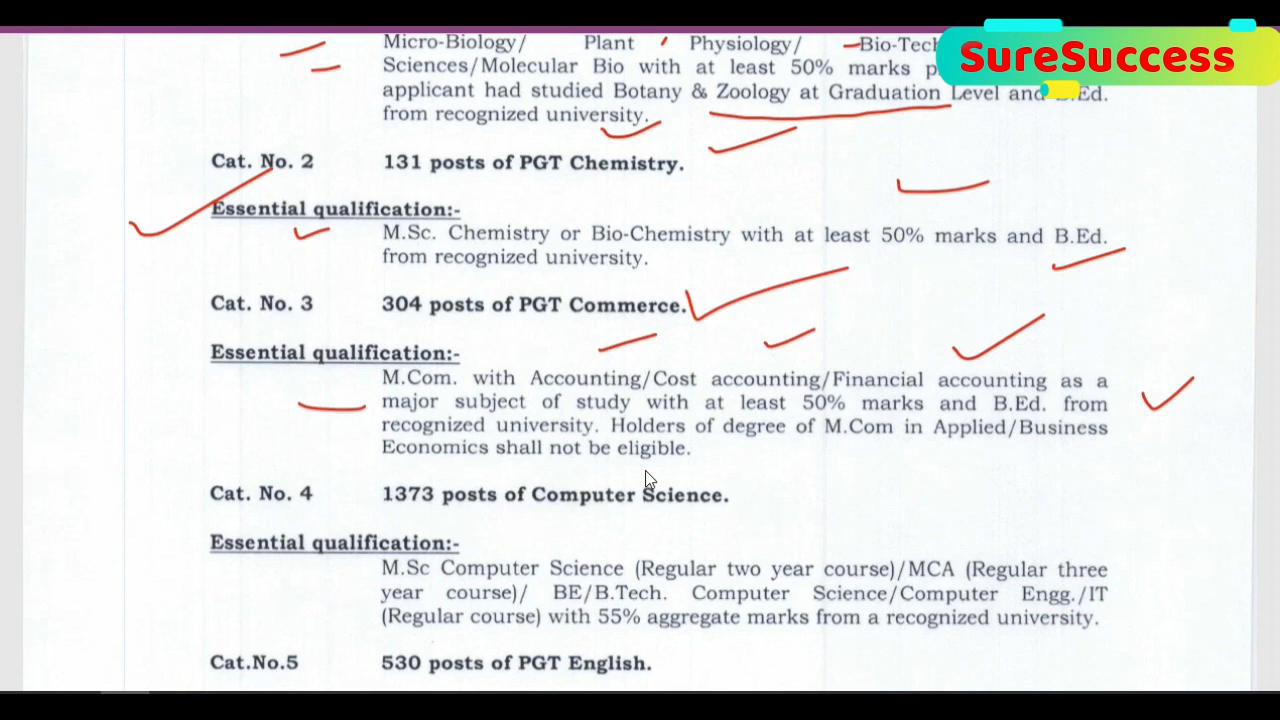 Micro-Biology/ Plant Physiology/ Bio-Tech
SureSuccess
Sciences/Molecular Bio with at least 50% marks
applicant had studied Botany & Zoology at Graduation Level and B.Ed.
from recognized university.
Cat. No. 2 131 posts of PGT Chemistry.
Essential qualification:-
M.Sc. Chemistry or Bio-Chemistry with at least 50% marks and B.Ed.
from recognized university.
Cat. No. 3 304 posts of PGT Commerce.
Essential qualification:-
M.Com. with Accounting/Cost accounting/Financial accounting as a
major subject of study with at least 50% marks and B.Ed. from
recognized university. Holders of degree of M.Com in Applied/Business
Economics shall not be eligible.
Cat. No. 4 1373 posts of Computer Science.
Essential qualification:-
M.Sc Computer Science (Regular two year course)/MCA (Regular three
year course)/ BE/B.Tech. Computer Science/Computer Engg./IT
(Regular course) with 55% aggregate marks from a recognized university.
Cat.No.5 530 posts of PGT English.